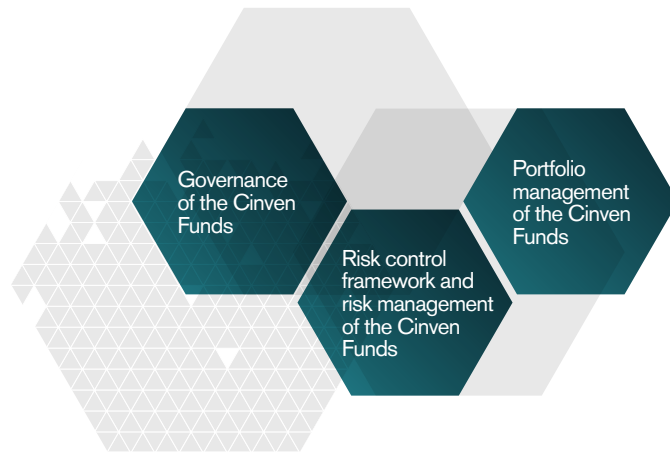 Governance
of the Cinven
Funds
Risk control
framework and
risk management
of the Cinven
Funds
Portfolio
management
of the Cinven
Funds